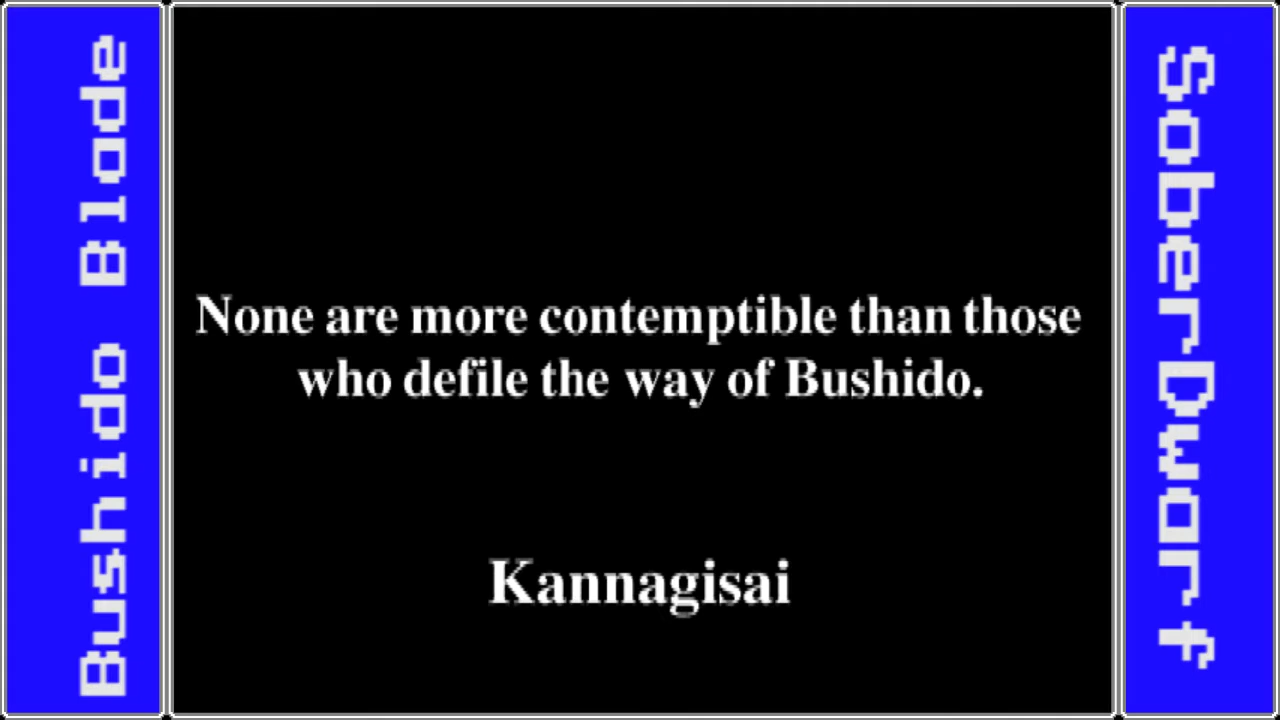 Bushido Blade
None are more contemptible than those
who defile the way of Bushido.
Kannagisai
SoberDwarf